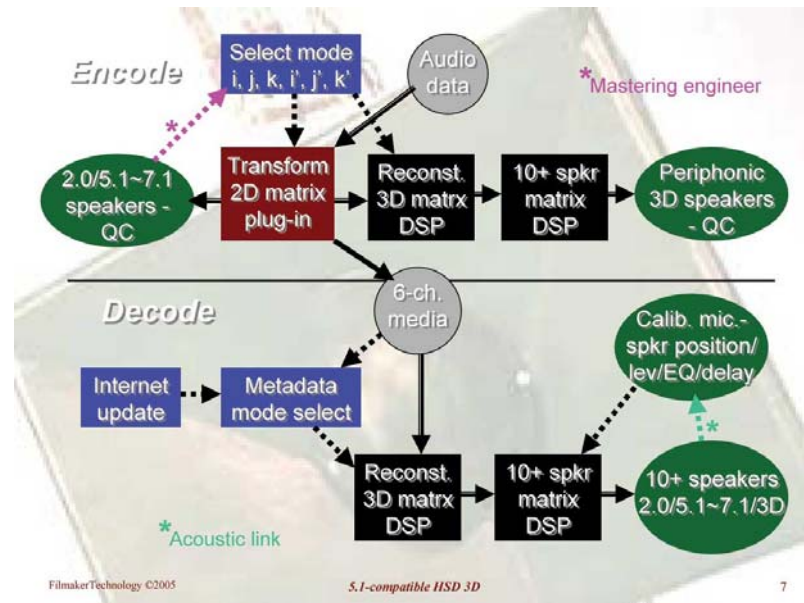 Encode
Select mode
i, j, k, i', j', k'
Audio
data
*Mastering engineer
*
2.0/5.1~7.1
speakers -
QC
Transform
2D matrix
plug-in
Reconst.
3D matrx
DSP
10+ spkr
matrix
DSP
Periphonic
3D speakers
- QC
Decode
6-ch.
media
Calib. mic.-
spkr position/
lev/EQ/delay
Internet
update
Metadata
mode select
*
Reconst.
3D matrx
DSP
10+ spkr
matrix
DSP
10+ speakers
2.0/5.1~7.1/3D
*Acoustic link
FilmakerTechnology ©2005
5.1-compatible HSD 3D
7